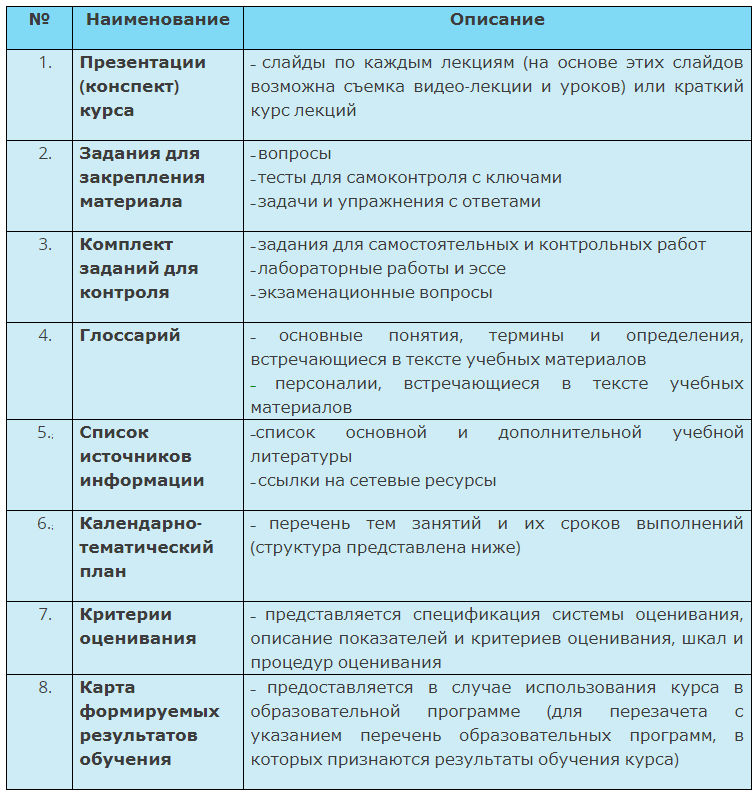 № Наименование Описание
1. Презентации – слайды по каждым лекциям (на основе этих слайдов
(конспект) возможна съемка видео-лекции и уроков) или краткий
курса курс лекций
2. Задания для –вопросы
закрепления –тесты для самоконтроля с ключами
материала –задачи и упражнения с ответами
3. Комплект –задания для самостоятельных и контрольных работ
заданий для –лабораторные работы и эссе
контроля –экзаменационные вопросы
4. Глоссарий – основные понятия, термины и определения,
встречающиеся в тексте учебных материалов
– персоналии, встречающиеся в тексте учебных
материалов
5.; Список –список основной и дополнительной учебной
источников литературы
информации –ссылки на сетевые ресурсы
6.; Календарно- – перечень тем занятий и их сроков выполнений
тематический (структура представлена ниже)
план
7. Критерии – представляется спецификация системы оценивания,
оценивания описание показателей и критериев оценивания, шкал и
процедур оценивания
8. Карта – предоставляется в случае использования курса в
формируемых образовательной программе (для перезачета с
результатов указанием перечень образовательных программ, в
обучения которых признаются результаты обучения курса)